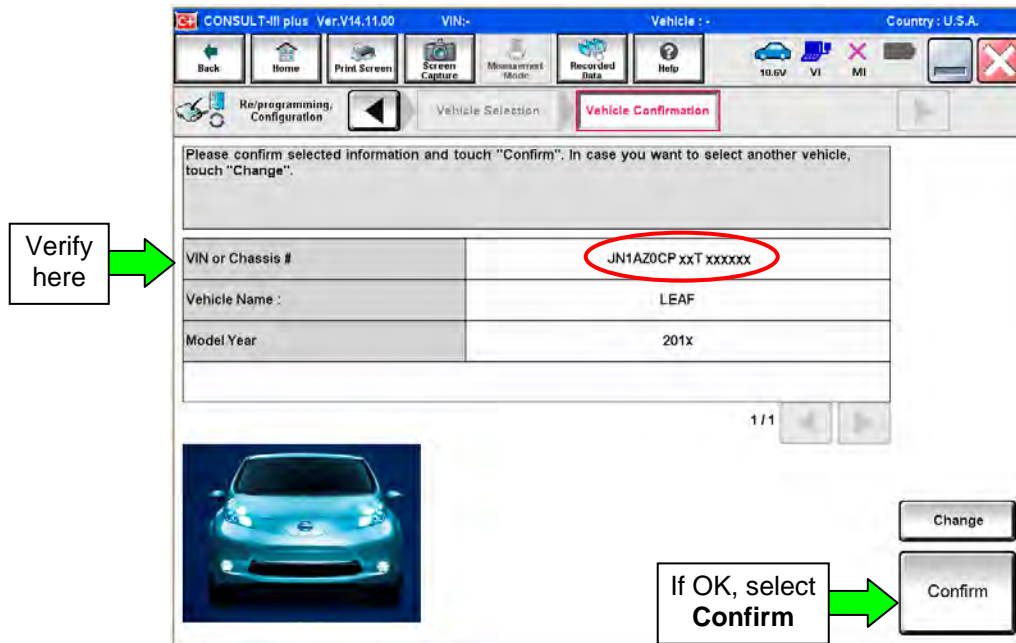 CONSULT-III plus Ver.V14.11.00 VIN:- Vehicle : - Country : U.S.A.
Back Home Print Screen Screen Capture Measurement Mode Recorded Data Help 10.6V VI MI
Re/programming, Configuration Vehicle Selection Vehicle Confirmation
Please confirm selected information and touch "Confirm". In case you want to select another vehicle,
touch "Change".
Verify
here
VIN or Chassis # JN1AZ0CP xxT xxxxxx
Vehicle Name : LEAF
Model Year 201x
1/1
Change
If OK, select
Confirm
Confirm